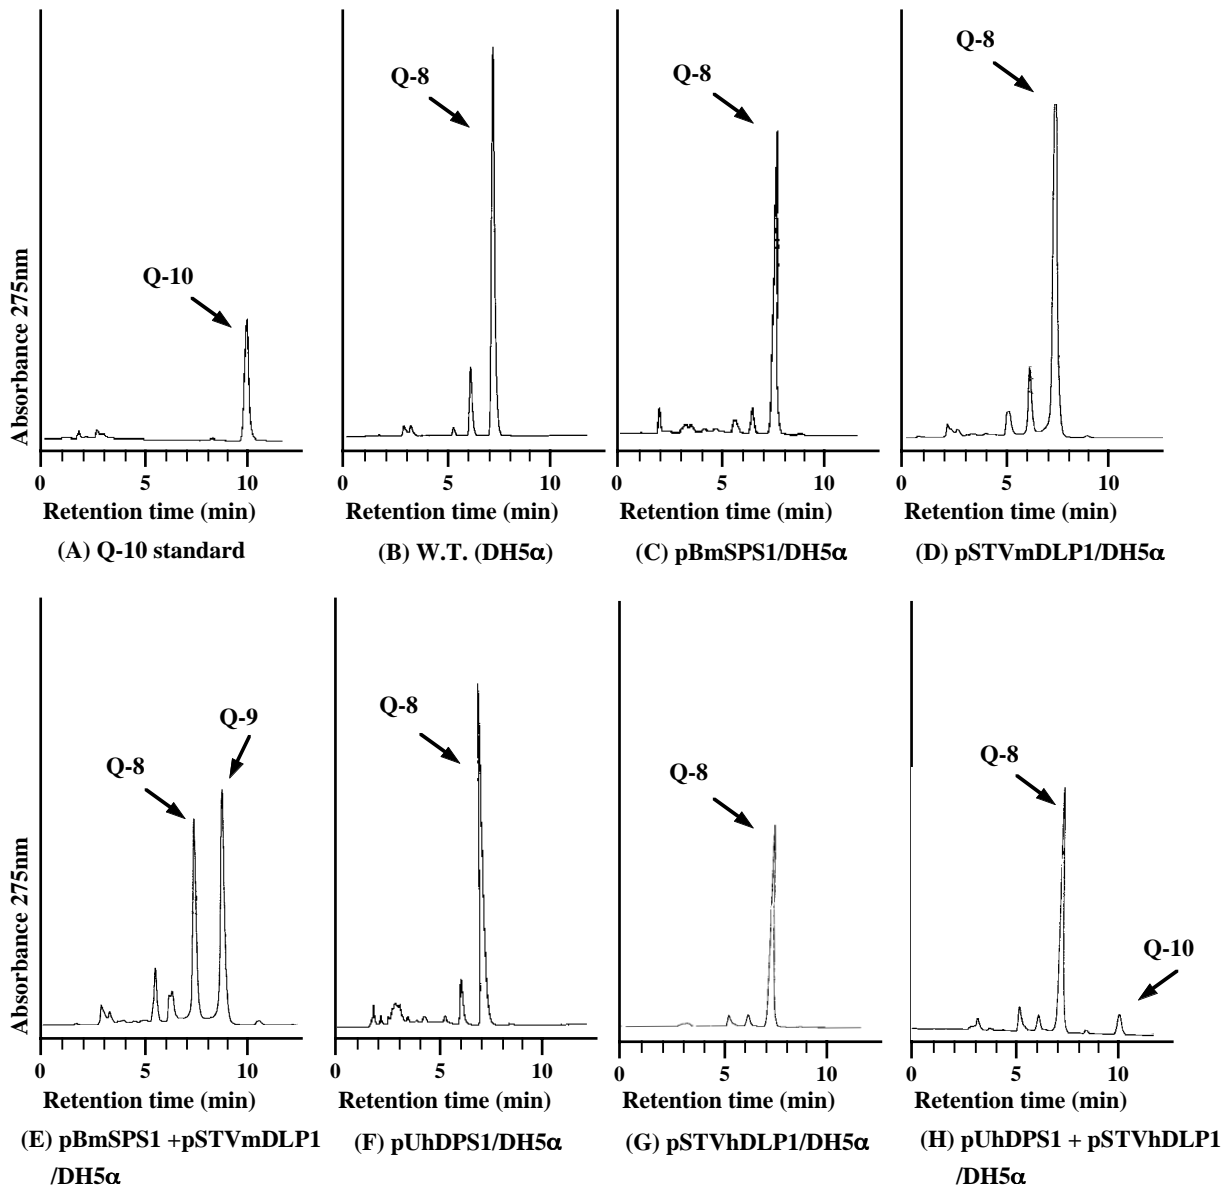 Absorbance 275nm
Q-10
0 5 10
Retention time (min)
(A) Q-10 standard
Q-8
0 5 10
Retention time (min)
(B) W.T. (DH5α)
Q-8
0 5 10
Retention time (min)
(C) pBmSPS1/DH5α
Q-8
0 5 10
Retention time (min)
(D) pSTVmDLP1/DH5α
Absorbance 275nm
Q-8
Q-9
0 5 10
Retention time (min)
(E) pBmSPS1 +pSTVmDLP1
/DH5α
Q-8
0 5 10
Retention time (min)
(F) pUhDPS1/DH5α
Q-8
0 5 10
Retention time (min)
(G) pSTVhDLP1/DH5α
Q-8
Q-10
0 5 10
Retention time (min)
(H) pUhDPS1 + pSTVhDLP1
/DH5α